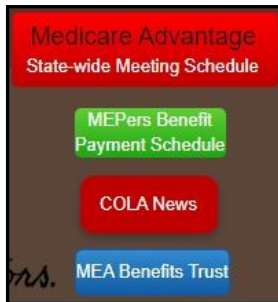 Medicare Advantage
State-wide Meeting Schedule
MEPers Benefit
Payment Schedule
COLA News
MEA Benefits Trust